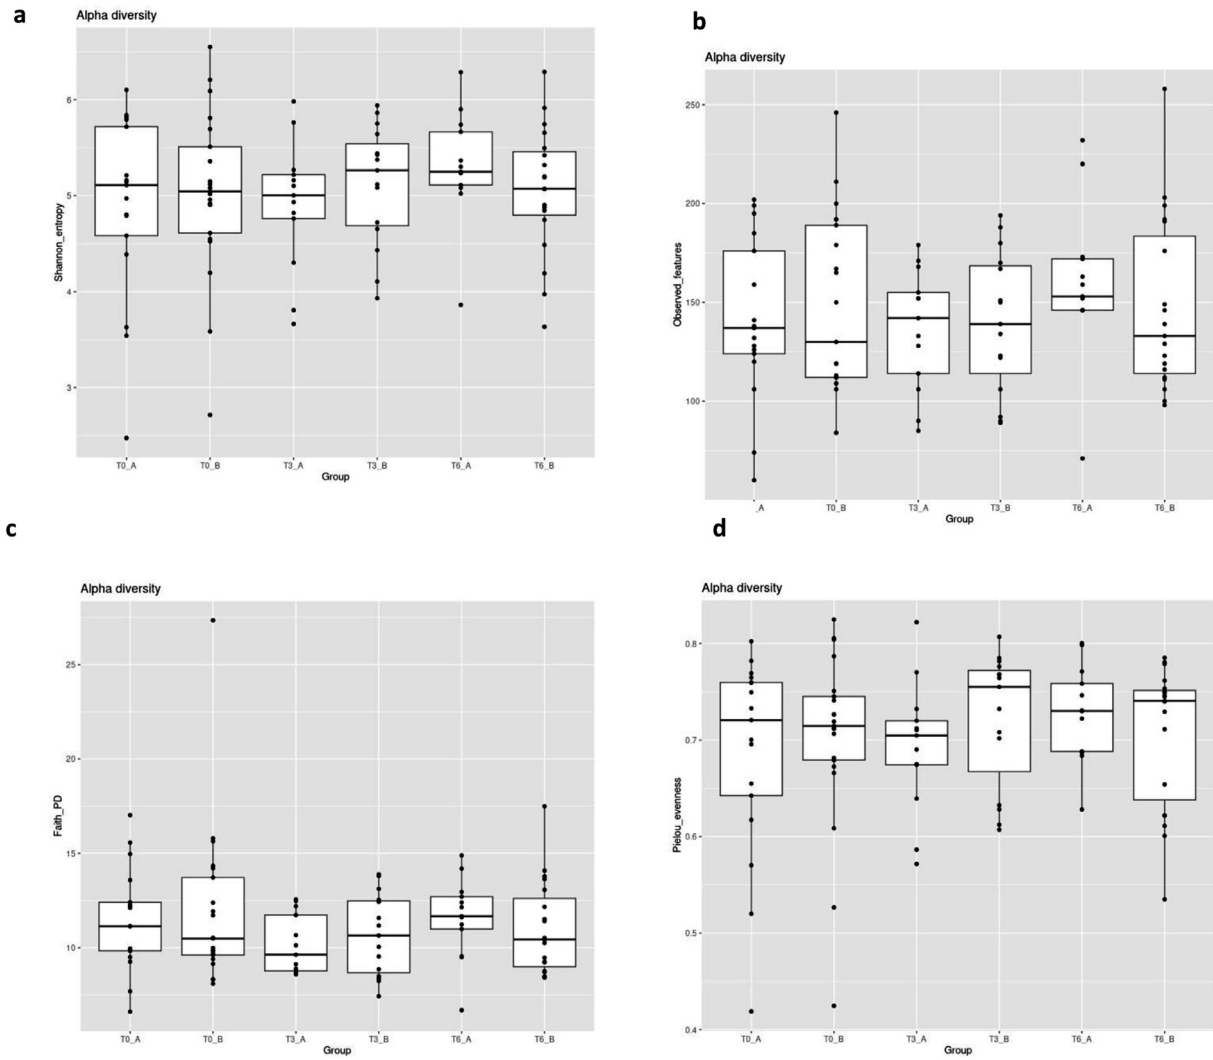 a
Alpha diversity
Shannon_entropy
6
5
4
3
T0_A T0_B T3_A T3_B T6_A T6_B
Group
b
Alpha diversity
Observed_features
250
200
150
100
_A T0_B T3_A T3_B T6_A T6_B
Group
c
Alpha diversity
Faith_PD
25
20
15
10
T0_A T0_B T3_A T3_B T6_A T6_B
Group
d
Alpha diversity
Pielou_evenness
0.8
0.7
0.6
0.5
0.4
T0_A T0_B T3_A T3_B T6_A T6_B
Group